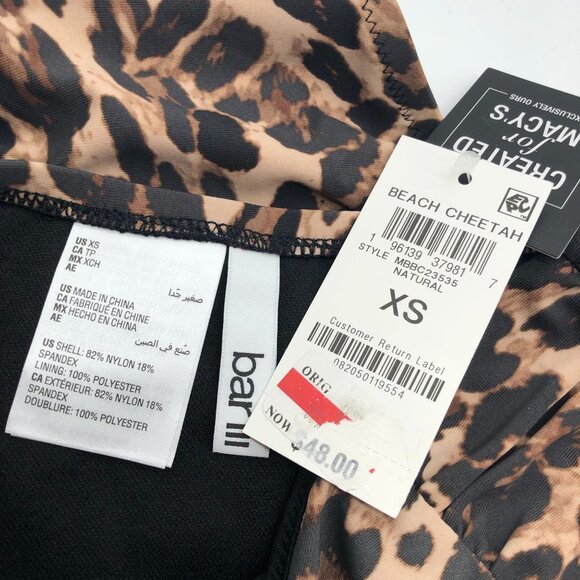 CREATED
for
MACY'S
EXCLUSIVELY OURS
BEACH CHEETAH
1 96139 37981 7
STYLE MBBC23535
NATURAL
XS
Customer Return Label
082050119554
ORIG
NOW
$48.00
US XS
CA TP
MX XCH
AE صغير جًدا
US MADE IN CHINA
CA FABRIQUÉ EN CHINE
MX HECHO EN CHINA
AE صُنع في الصين
US SHELL: 82% NYLON 18%
SPANDEX
LINING: 100% POLYESTER
CA EXTÉRIEUR: 82% NYLON 18%
SPANDEX
DOUBLURE: 100% POLYESTER
bar III